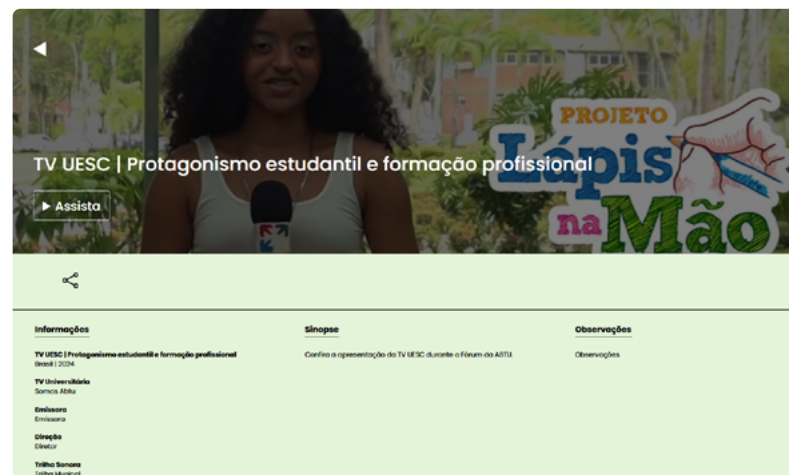 PROJETO
Lápis
na Mão
TV UESC | Protagonismo estudantil e formação profissional
Assista
Informações
TV UESC | Protagonismo estudantil e formação profissional
Brasil | 2024
TV Universitária
Somos Abtu
Emissora
Emissora
Direção
Diretor
Trilha Sonora
Trilha Musical
Sinopse
Confira a apresentação da TV UESC durante o Fórum da ABTU.
Observações
Observações